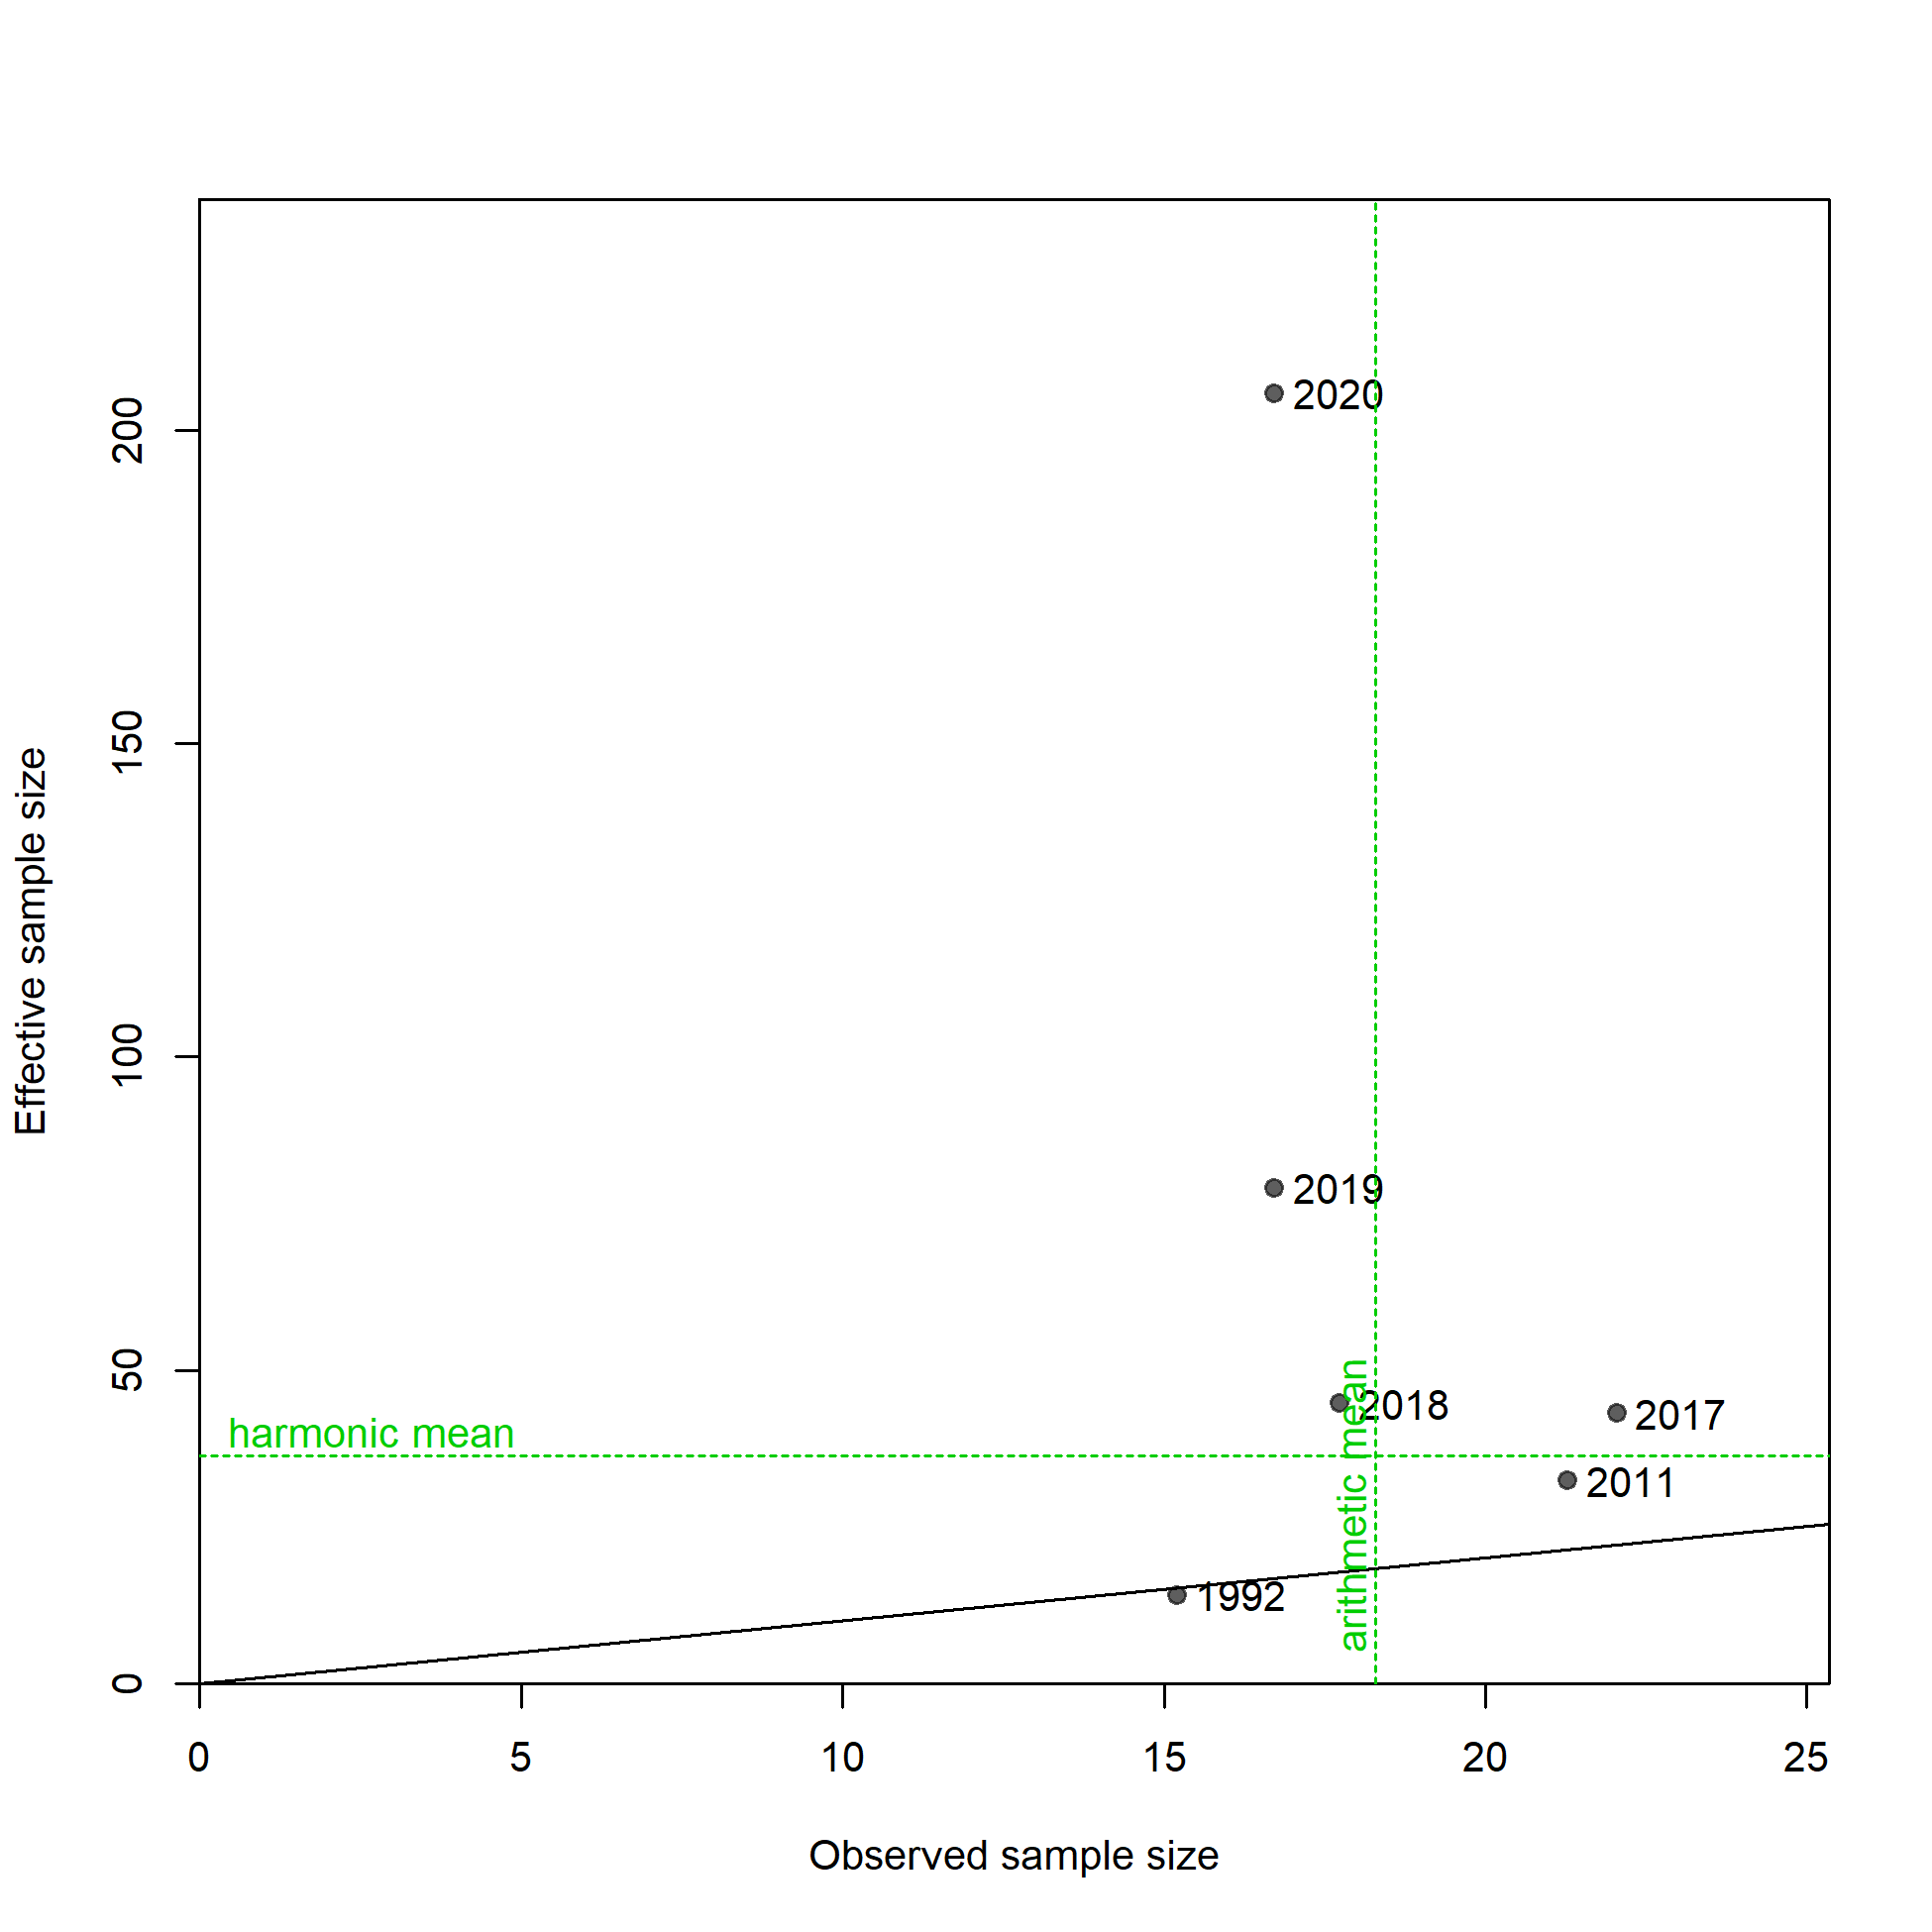 200
150
100
50
0
Effective sample size
2020
2019
2018
2017
harmonic mean
2011
arithmetic mean
1992
0 5 10 15 20 25
Observed sample size